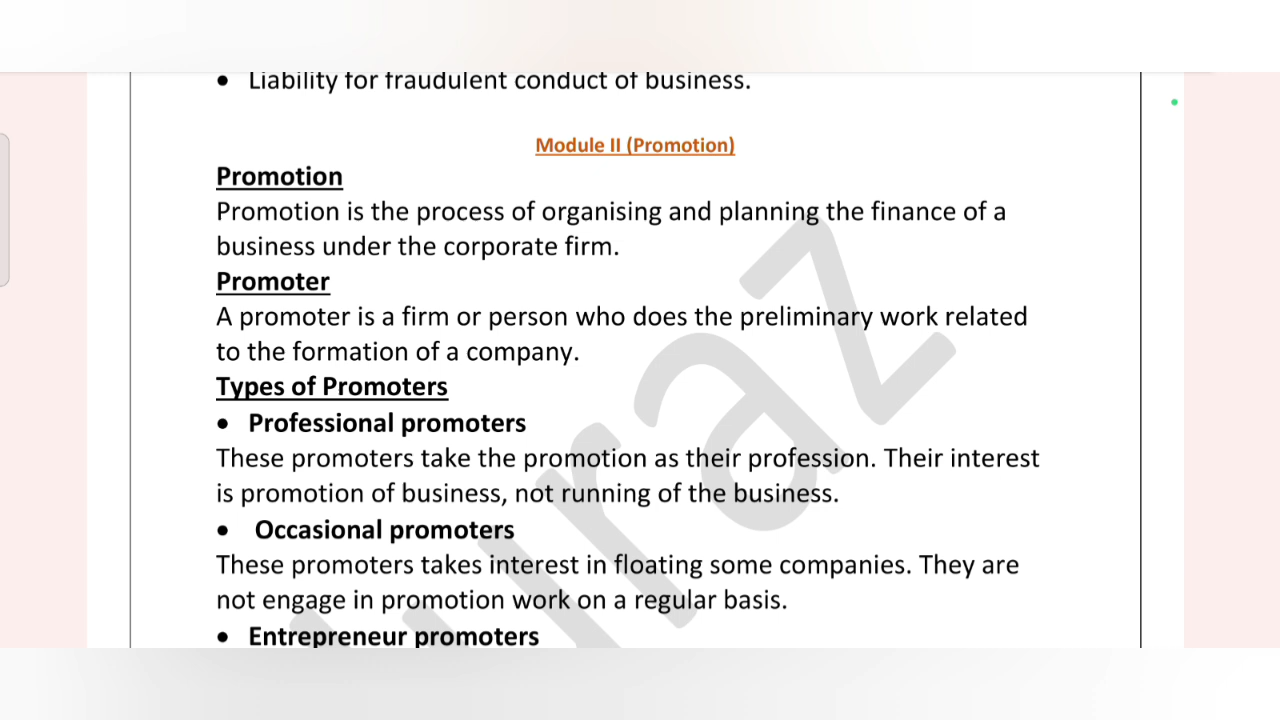 • Liability for fraudulent conduct of business.
Module II (Promotion)
Promotion
Promotion is the process of organising and planning the finance of a
business under the corporate firm.
Promoter
A promoter is a firm or person who does the preliminary work related
to the formation of a company.
Types of Promoters
• Professional promoters
These promoters take the promotion as their profession. Their interest
is promotion of business, not running of the business.
• Occasional promoters
These promoters takes interest in floating some companies. They are
not engage in promotion work on a regular basis.
• Entrepreneur promoters